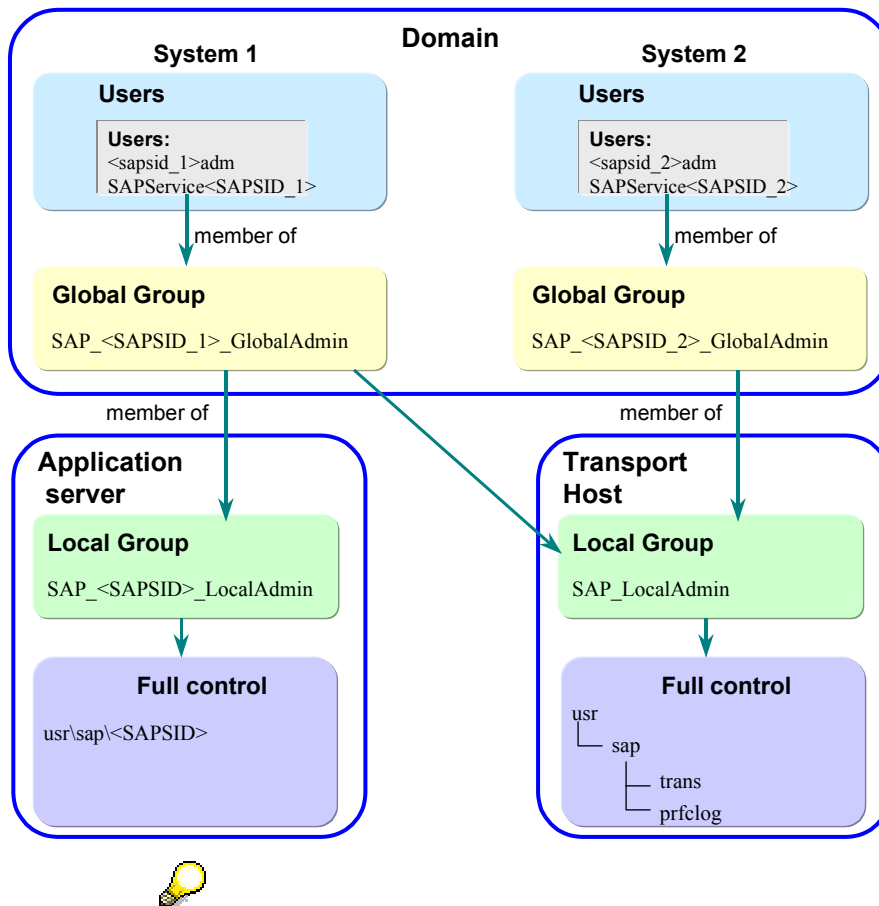 Domain
System 1
System 2
Users
Users:
<sapsid_1>adm
SAPService<SAPSID_1>
Users
Users:
<sapsid_2>adm
SAPService<SAPSID_2>
member of
member of
Global Group
SAP_<SAPSID_1>_GlobalAdmin
Global Group
SAP_<SAPSID_2>_GlobalAdmin
member of
member of
Application
server
Local Group
SAP_<SAPSID>_LocalAdmin
Full control
usr\sap\<SAPSID>
Transport
Host
Local Group
SAP_LocalAdmin
Full control
usr
sap
trans
prfclog